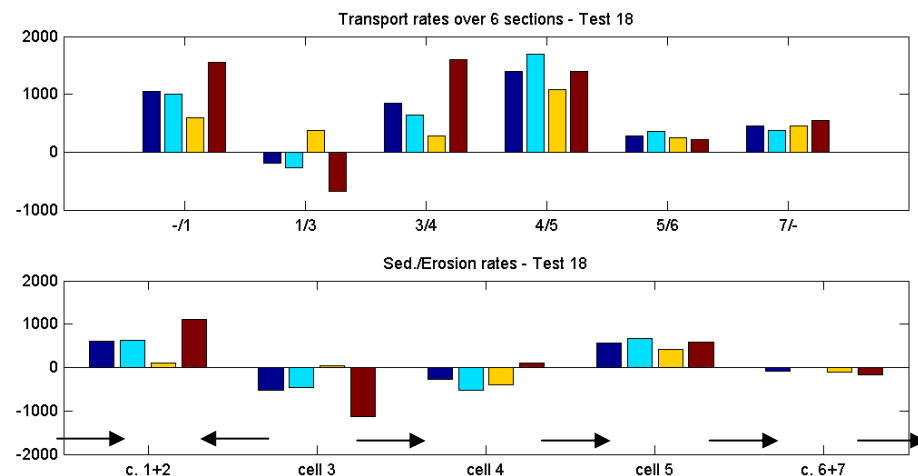 Transport rates over 6 sections - Test 18
2000
1000
0
-1000
-/1 1/3 3/4 4/5 5/6 7/-
Sed./Erosion rates - Test 18
2000
1000
0
-1000
-2000
c. 1+2 cell 3 cell 4 cell 5 c. 6+7